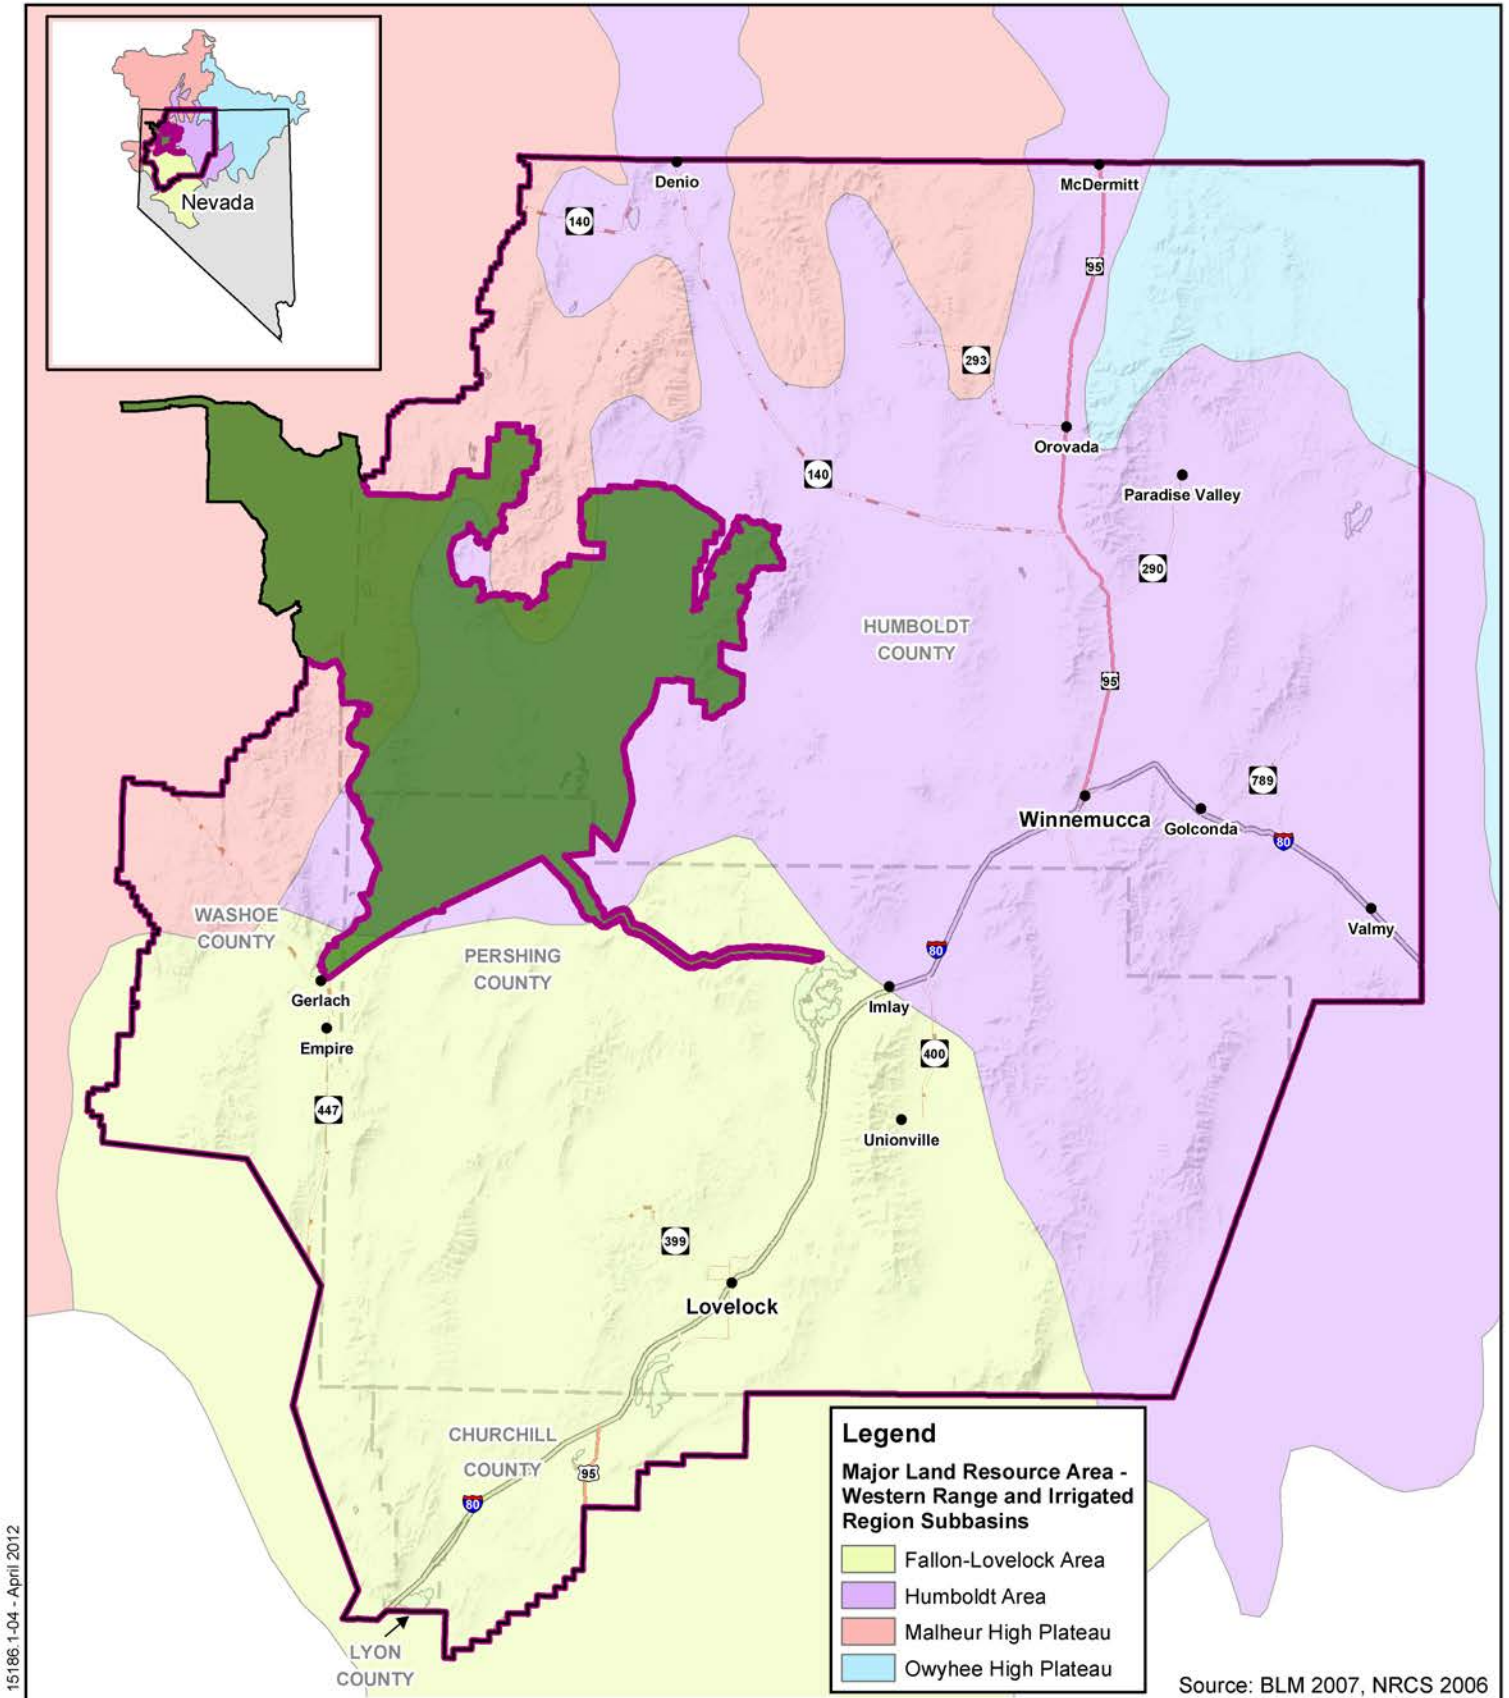 Nevada
Denio
McDermitt
140
95
293
Orovada
140
Paradise Valley
290
HUMBOLDT
COUNTY
95
789
Winnemucca
Golconda
80
WASHOE
COUNTY
Valmy
PERSHING
COUNTY
80
Gerlach
Imlay
Empire
400
447
Unionville
399
Lovelock
CHURCHILL
COUNTY
95
80
LYON
COUNTY
Legend
Major Land Resource Area -
Western Range and Irrigated
Region Subbasins
Fallon-Lovelock Area
Humboldt Area
Malheur High Plateau
Owyhee High Plateau
Source: BLM 2007, NRCS 2006
15186.1-04 - April 2012